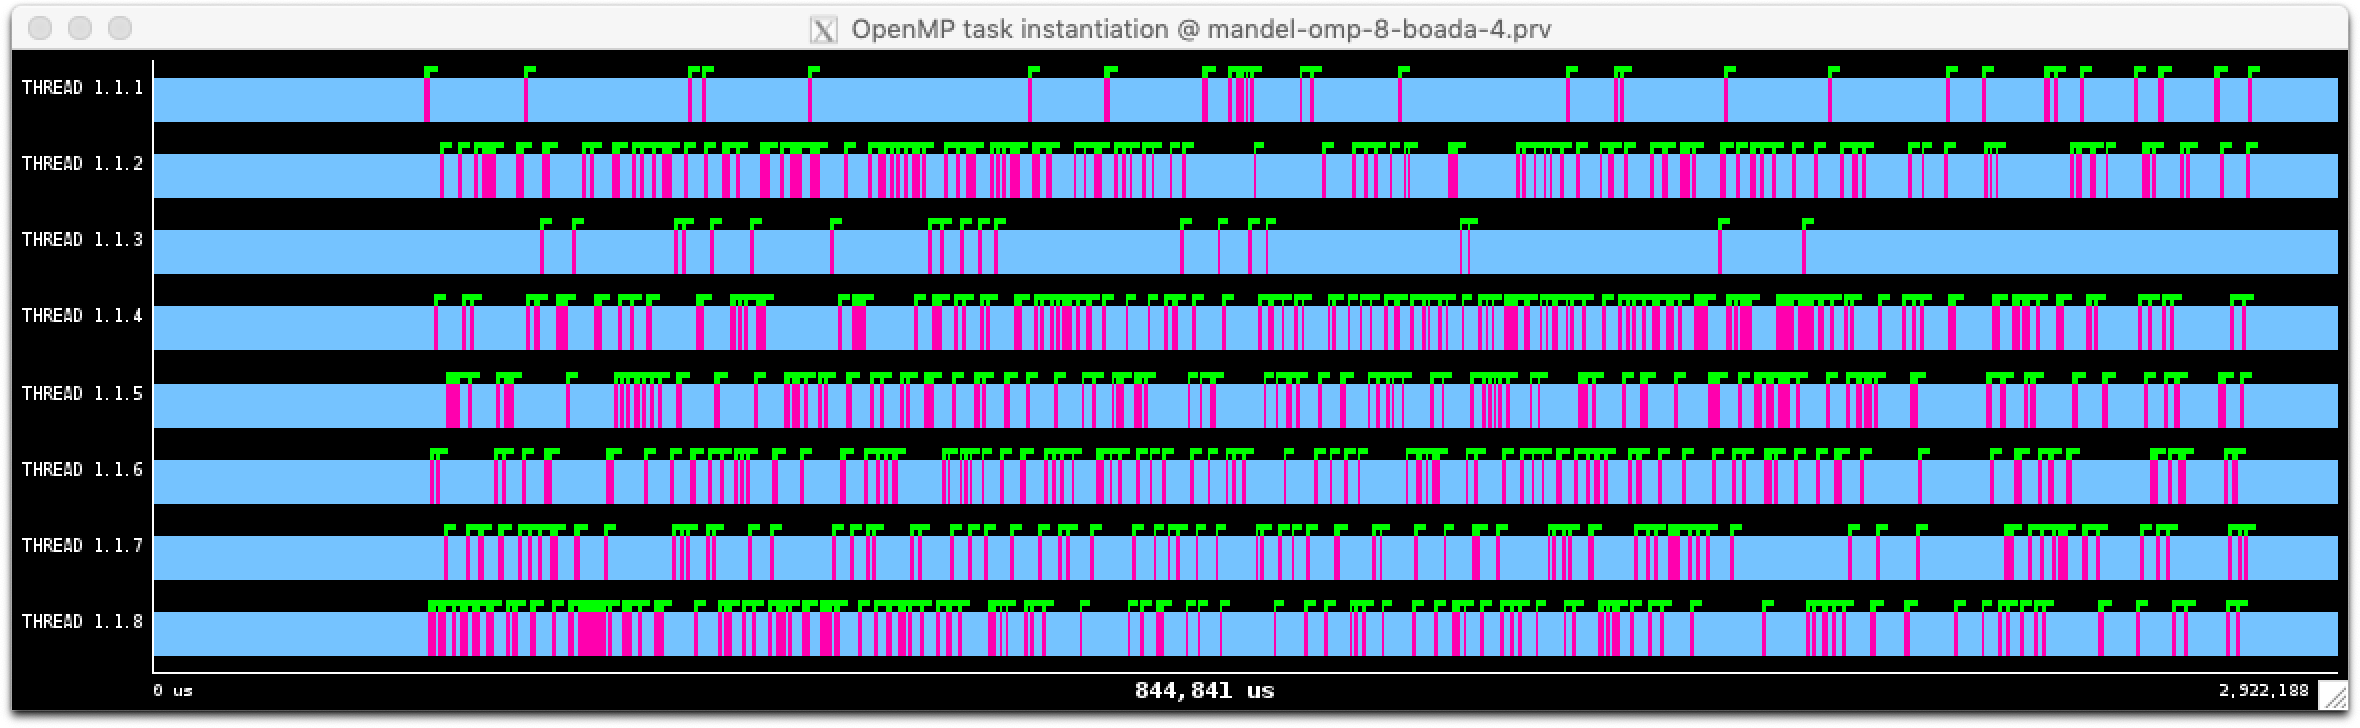 OpenMP task instantiation @ mandel-omp-8-boada-4.prv
THREAD 1.1.1
THREAD 1.1.2
THREAD 1.1.3
THREAD 1.1.4
THREAD 1.1.5
THREAD 1.1.6
THREAD 1.1.7
THREAD 1.1.8
0 us 844,841 us 2,922,188